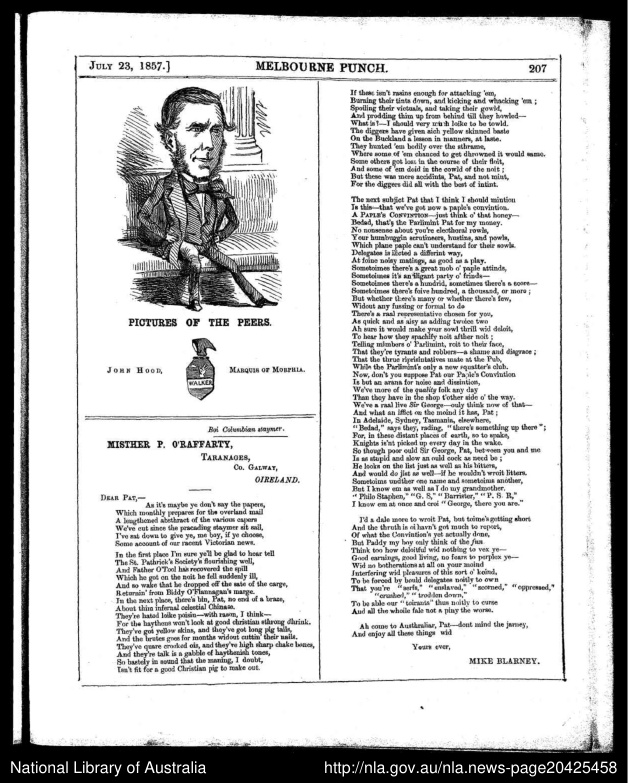 JULY 23, 1857.]
MELBOURNE PUNCH.
207
PICTURES OF THE PEERS.
JOHN HOOD,
WALKER
MARQUIS OF MORPHIA.
Boi Columbian staymer.
MISTHER P. O'RAFFARTY,
TARANAGES,
CO. GALWAY,
OIRELAND.
DEAR PAT,—
As it's maybe ye don't say the papers,
Which monthly prepares for the overland mail
A lengthened absthract of the various capers
We've cut since the preceding staymer sit sail,
I've sat down to give ye, me boy, if ye choose,
Some account of our racent Victorian news.
In the first place I'm sure ye'll be glad to hear tell
The St. Pathrick's Society's flourishing well,
And Father O'Tool has recovered the spill
Which he got on the noit he fell suddenly ill,
And so wake that he dropped off the sate of the carge,
Returnin' from Biddy O'Flannagan's marge.
In the next place, there's bin, Pat, no end of a brace,
About thim infernal celestial Chinase.
They're hated loike poisin—with rason, I think—
For the haythens won't look at good christian sthrong dhrink.
They've got yellow skins, and they've got long pig tails,
And the brutes goes for months widout cuttin' their nails.
They've quare crooked ois, and they've high sharp chake bones,
And they're talk is a gabble of haythenish tones,
So bastely in sound that the maning, I doubt,
Isn't fit for a good Christian pig to make out.
If these isn't rasins enough for attacking 'em,
Burning their tints down, and kicking and whacking 'em;
Spoiling their victuals, and taking their gowld,
And prodding thim up from behind till they howled—
What is?—I should very much loike to be towld.
The diggers have given sich yellow skinned baste
On the Buckland a lesson in manners, at laste.
They hunted 'em bodily over the sthrame,
Where some of 'em chanced to get dhrowned it would same.
Some others got lost in the course of their floit,
And some of 'em doid in the cowld of the noit;
But these was mere accidints, Pat, and not mint,
For the diggers did all with the best of intint.
The next subjict Pat that I think I should mintion
Is this—that we've got now a paple's convintion.
A PAPLE'S CONVINTION—just think o' that honey—
Bedad, that's the Parlimint Pat for my money.
No nonsense about you're electhoral rowls,
Your humbuggin scrutineers, hustins, and powls,
Which plane paple can't understand for their sowls.
Delegates is ilicted a differint way,
At foine noisy matings, as good as a play.
Sometoimes there's a great mob o' paple attinds,
Sometoimes it's an iligant party o' frinds—
Sometoimes there's a hundrid, sometimes there's a score—
Sometoimes there's foive hundred, a thousand, or more;
But whether there's many or whether there's few,
Widout any fussing or formal to do
There's a raal representative chosen for you,
As quick and as aisy as adding twoice two
Ah sure it would make your sowl thrill wid deloit,
To hear how they spachify noit afther noit;
Telling mimbers o' Parlimint, roit to their face,
That they're tyrants and robbers—a shame and disgrace;
That the thrue ripridintatives mate at the Pub,
While the Parlimint's only a new squatter's club.
Now, don't you suppose Pat our Paple's Convintion
Is but an arana for noise and dissintion,
We've more of the quality folk any day
Than they have in the shop t'other side o' the way.
We've a raal live Sir George—only think now of that—
And what an iffict on the moind it has, Pat;
In Adelaide, Sydney, Tasmania, elsewhere,
"Bedad," says they, rading, "there's something up there";
For, in these distant places of earth, so to spake,
Knights is'nt picked up every day in the wake.
So though poor ould Sir George, Pat, between you and me
Is as stupid and slow an ould cock as need be;
He looks on the list just as well as his bitters,
And would do jist as well—if he wouldn't wroit litters.
Sometoims undther one name and sometoims another,
But I know em as well as I do my grandmother.
"Philo Staphen," "G. S," "Barrister," "P. S. R,"
I know em at once and croi "George, there you are."
I'd a dale more to wroit Pat, but toime's getting short
And the thruth is oi havn't got much to report,
Of what the Convintion's yet actually done,
But Paddy my boy only think of the fun
Think too how deloitful wid nothing to vex ye—
Good earnings, good living, no fears to perplex ye—
Wid no botherations at all on your moind
Interfering wid pleasures of this sort o' koind,
To be forced by hould delegates noitly to own
That you're "serfs," "enslaved," "scorned," "oppressed,"
"crushed," "trodden down,"
To be able our "toirants" thus noitly to curse
And all the whoile fale not a pinny the worse.
Ah come to Austhraliar, Pat—dont mind the jarney,
And enjoy all these things wid
Yours ever,
MIKE BLARNEY.
National Library of Australia
http://nla.gov.au/nla.news-page20425458